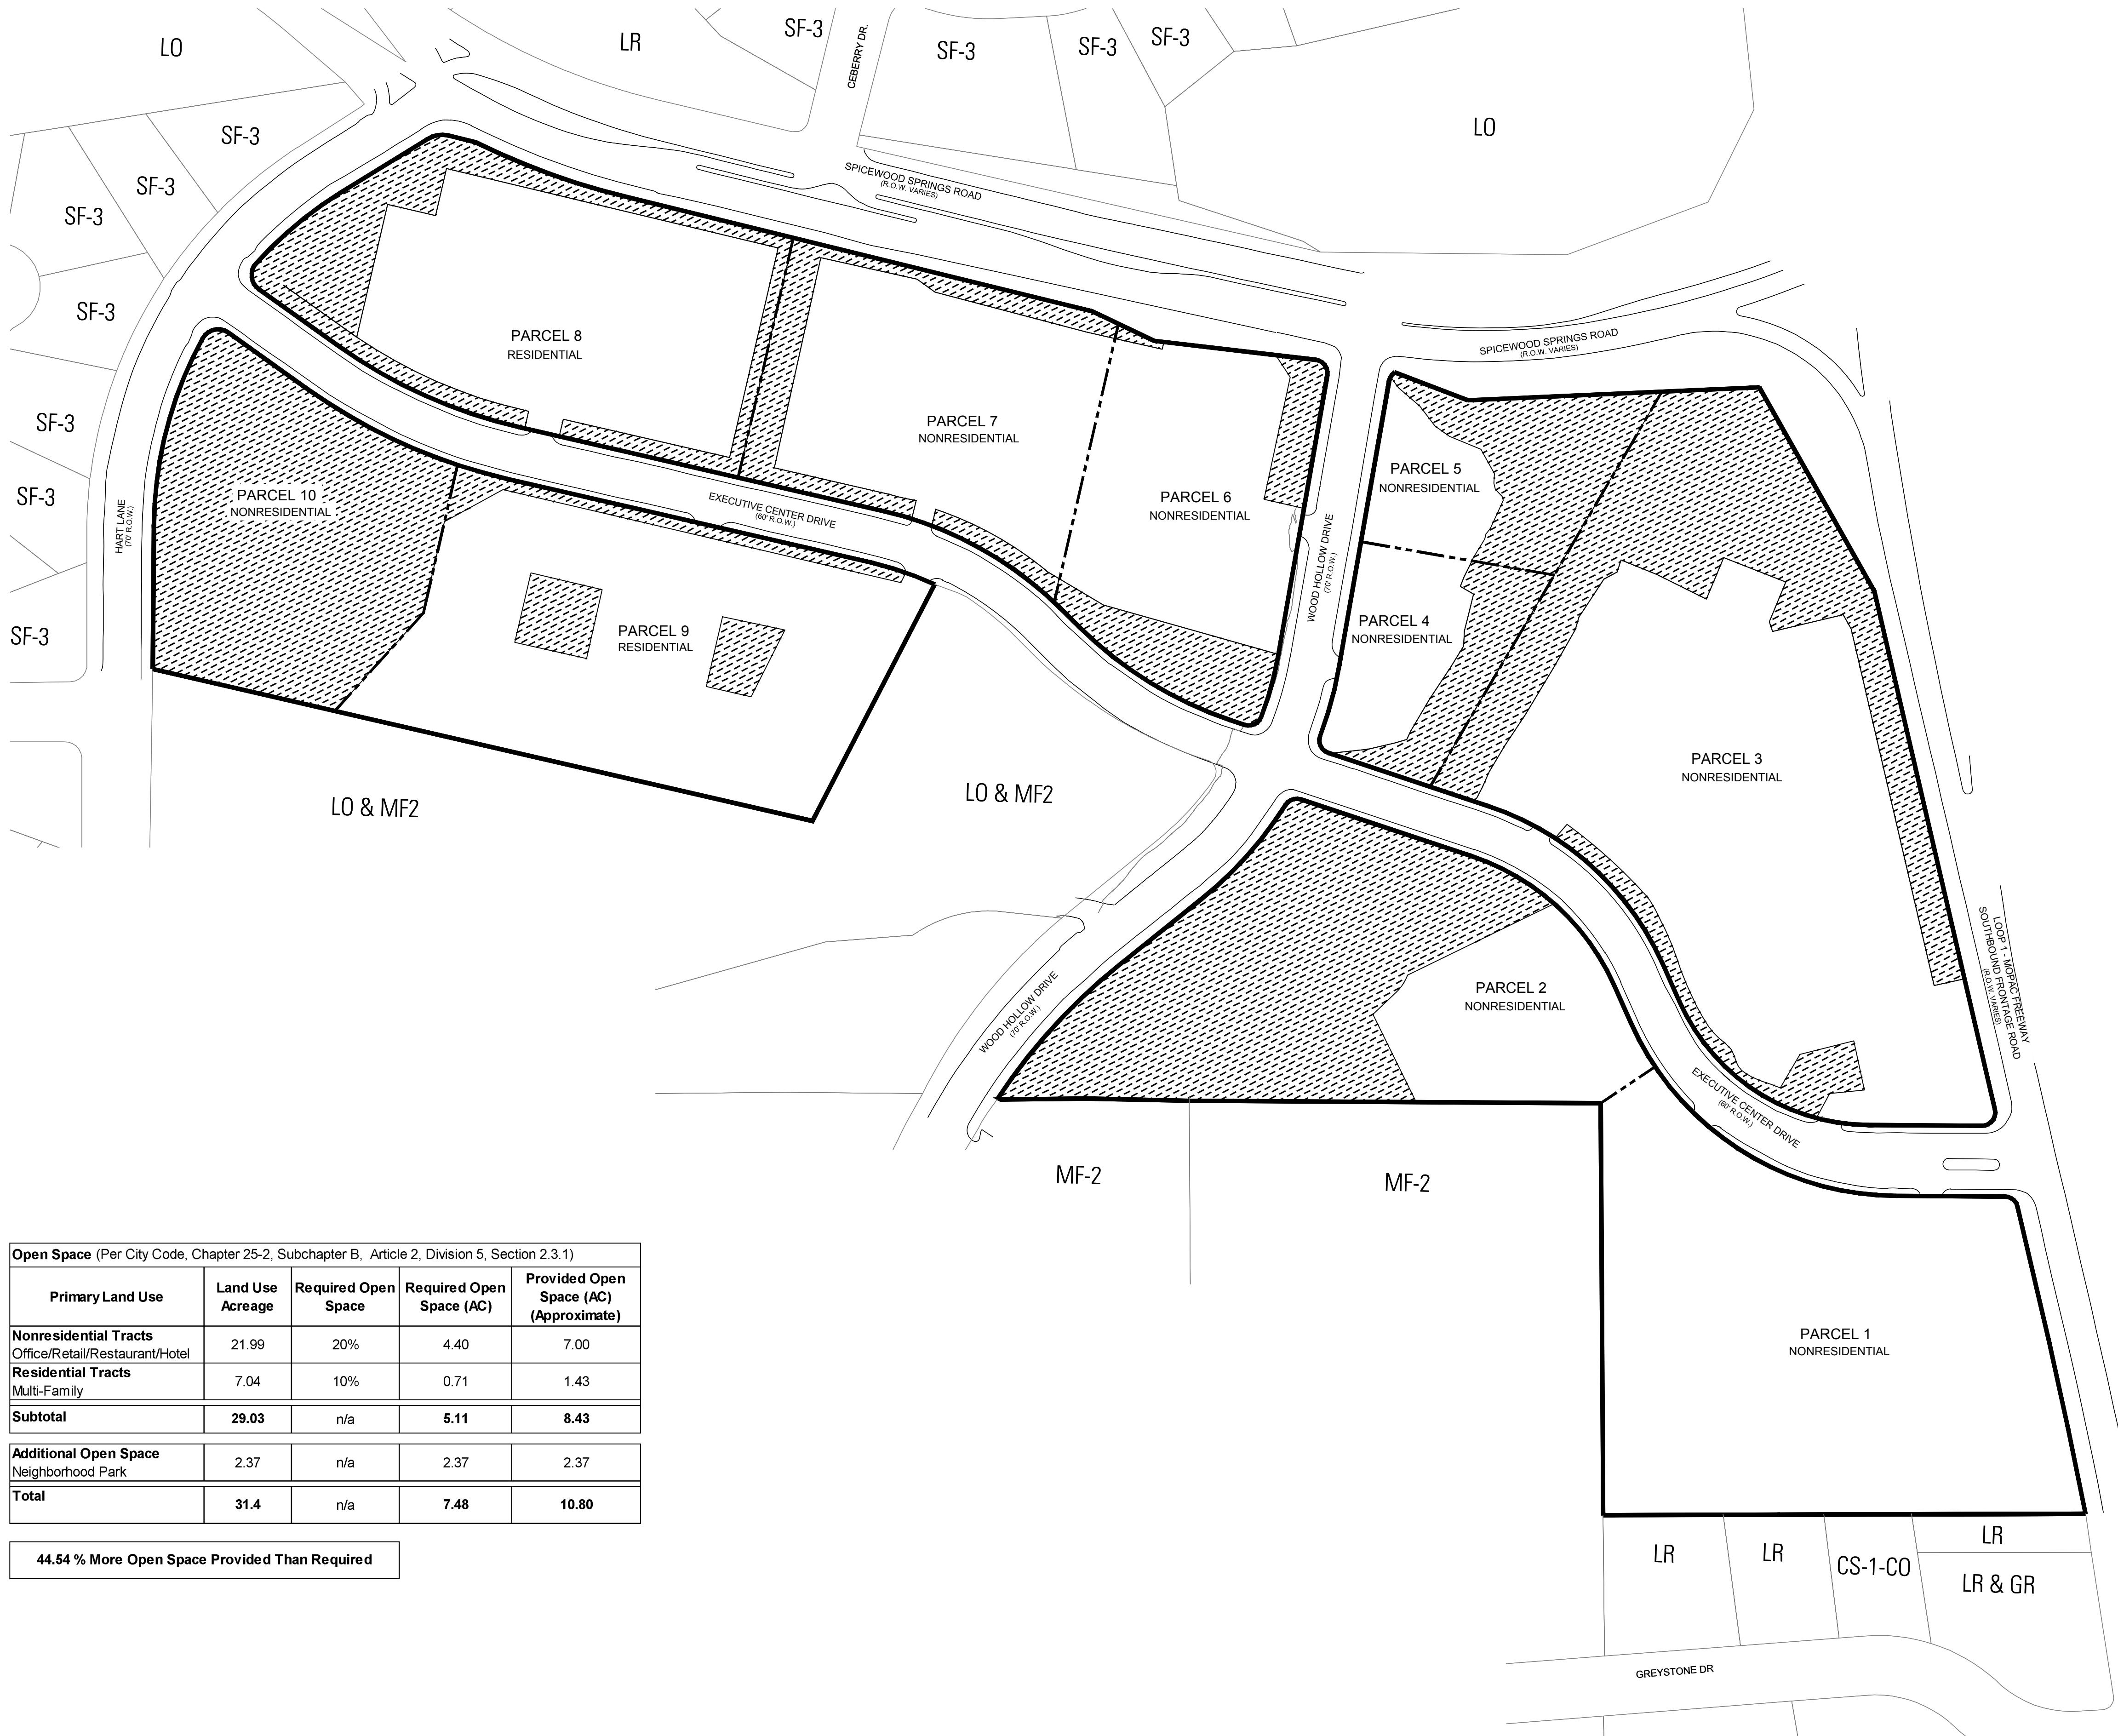 LO
LR
SF-3
CEBERRY DR.
SF-3
SF-3
SF-3
LO
SF-3
SF-3
SF-3
SF-3
SF-3
SF-3
SF-3
SPICEWOOD SPRINGS ROAD
(R.O.W. VARIES)
SPICEWOOD SPRINGS ROAD
(R.O.W. VARIES)
PARCEL 8
RESIDENTIAL
PARCEL 7
NONRESIDENTIAL
PARCEL 6
NONRESIDENTIAL
PARCEL 5
NONRESIDENTIAL
PARCEL 10
NONRESIDENTIAL
HART LANE
(70' R.O.W.)
EXECUTIVE CENTER DRIVE
(60' R.O.W.)
WOOD HOLLOW DRIVE
(70' R.O.W.)
PARCEL 4
NONRESIDENTIAL
PARCEL 9
RESIDENTIAL
PARCEL 3
NONRESIDENTIAL
LO & MF2
LO & MF2
LOOP 1 - MOPAC FREEWAY
SOUTHBOUND FRONTAGE ROAD
(R.O.W. VARIES)
PARCEL 2
NONRESIDENTIAL
WOOD HOLLOW DRIVE
(70' R.O.W.)
EXECUTIVE CENTER DRIVE
(60' R.O.W.)
MF-2
MF-2
PARCEL 1
NONRESIDENTIAL
Open Space (Per City Code, Chapter 25-2, Subchapter B, Article 2, Division 5, Section 2.3.1)
Primary Land Use
Land Use
Acreage
Required Open
Space
Required Open
Space (AC)
Provided Open
Space (AC)
(Approximate)
Nonresidential Tracts
Office/Retail/Restaurant/Hotel
21.99 20% 4.40 7.00
Residential Tracts
Multi-Family
7.04 10% 0.71 1.43
Subtotal 29.03 n/a 5.11 8.43
Additional Open Space
Neighborhood Park
2.37 n/a 2.37 2.37
Total
31.4 n/a 7.48 10.80
44.54 % More Open Space Provided Than Required
LR
LR
CS-1-CO
LR
LR & GR
GREYSTONE DR